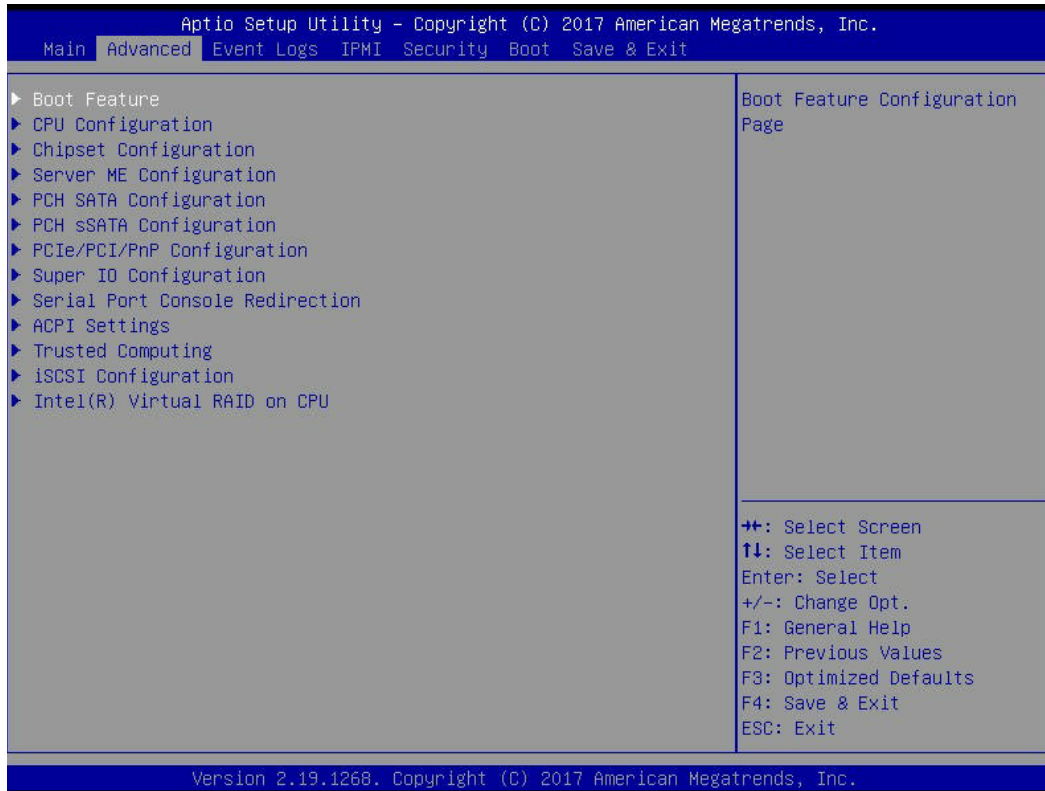 Aptio Setup Utility – Copyright (C) 2017 American Megatrends, Inc.
Main Advanced Event Logs IPMI Security Boot Save & Exit
▶ Boot Feature
▶ CPU Configuration
▶ Chipset Configuration
▶ Server ME Configuration
▶ PCH SATA Configuration
▶ PCH sSATA Configuration
▶ PCIe/PCI/PnP Configuration
▶ Super IO Configuration
▶ Serial Port Console Redirection
▶ ACPI Settings
▶ Trusted Computing
▶ iSCSI Configuration
▶ Intel(R) Virtual RAID on CPU
Boot Feature Configuration
Page
→←: Select Screen
↑↓: Select Item
Enter: Select
+/-: Change Opt.
F1: General Help
F2: Previous Values
F3: Optimized Defaults
F4: Save & Exit
ESC: Exit
Version 2.19.1268. Copyright (C) 2017 American Megatrends, Inc.